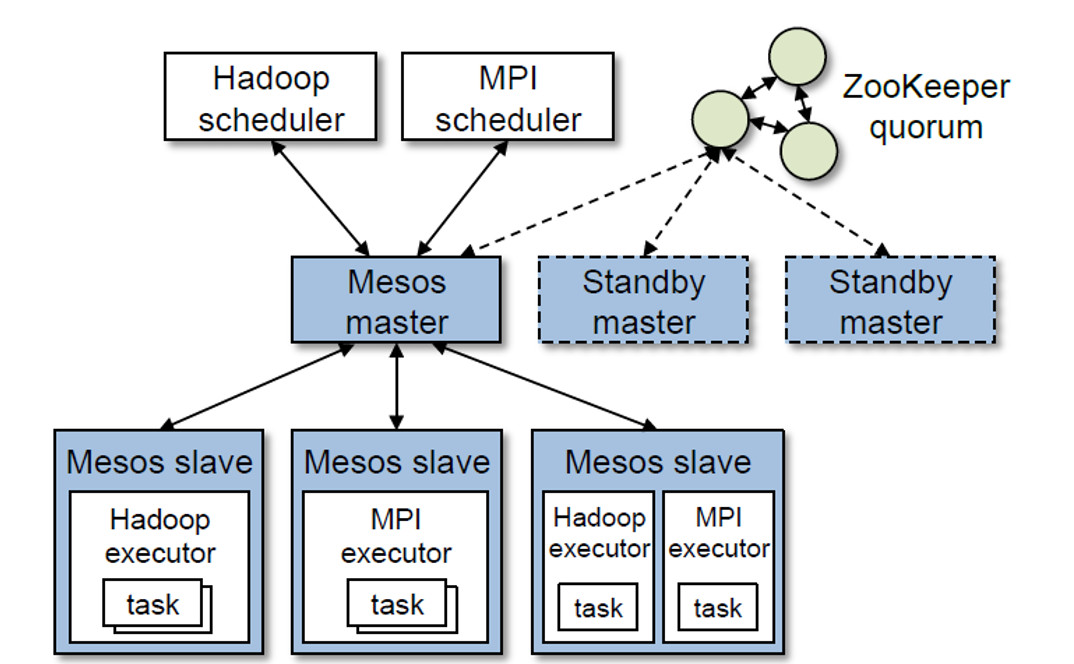 Hadoop
scheduler
MPI
scheduler
ZooKeeper
quorum
Mesos
master
Standby
master
Standby
master
Mesos slave
Hadoop
executor
task
Mesos slave
MPI
executor
task
Mesos slave
Hadoop
executor
task
MPI
executor
task